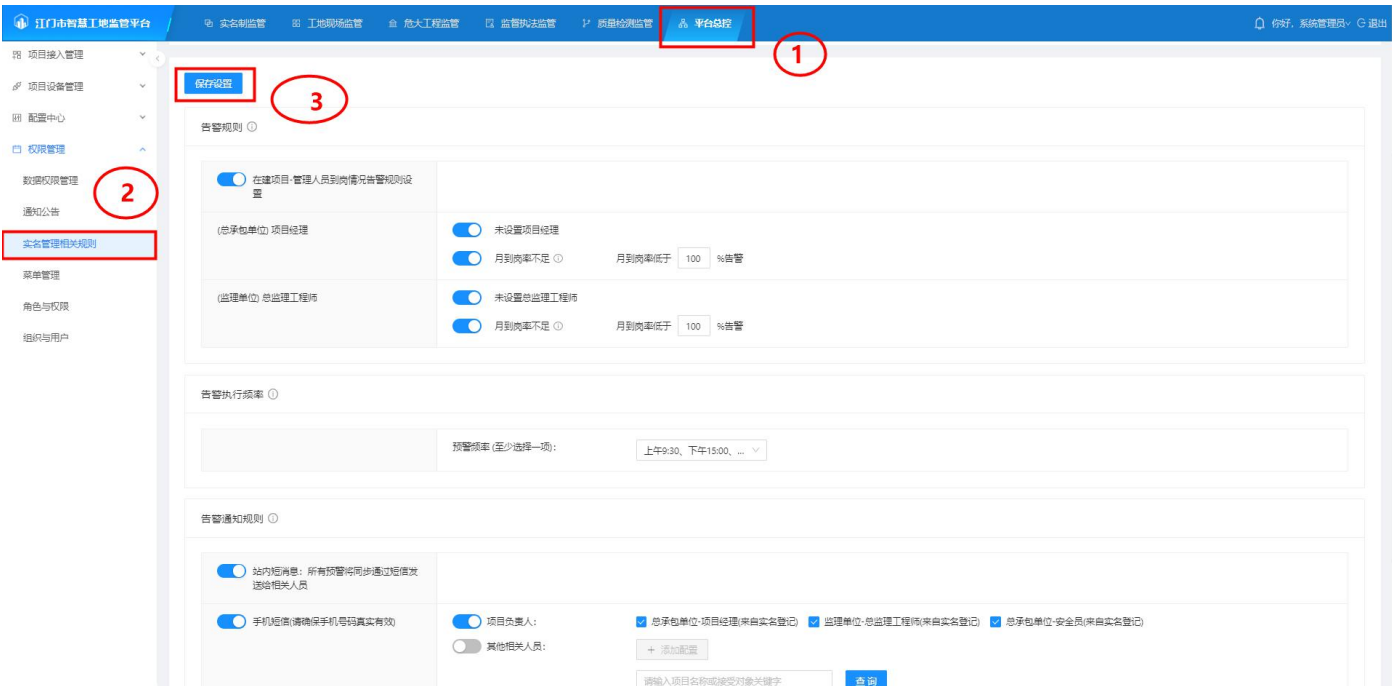 江门市智慧工地监管平台 实名制监管 工地现场监管 危大工程监管 监督执法监管 质量检测监管 平台总控 你好, 系统管理员 退出
1
项目接入管理
项目设备管理
配置中心
权限管理
数据权限管理
通知公告
实名管理相关规则
菜单管理
角色与权限
组织与用户
2
保存设置
3
告警规则
在建项目-管理人员到岗情况告警规则设
置
(总承包单位) 项目经理
未设置项目经理
月到岗率不足 月到岗率低于 100 %告警
(监理单位) 总监理工程师
未设置总监理工程师
月到岗率不足 月到岗率低于 100 %告警
告警执行频率
预警频率 (至少选择一项): 上午9:30、下午15:00、...
告警通知规则
站内短消息：所有预警将同步通过短信发
送给相关人员
手机短信(请确保手机号码真实有效) 项目负责人: 总承包单位-项目经理(来自实名登记) 监理单位-总监理工程师(来自实名登记) 总承包单位-安全员(来自实名登记)
其他相关人员: + 添加配置
请输入项目名称或接受对象关键字 查询